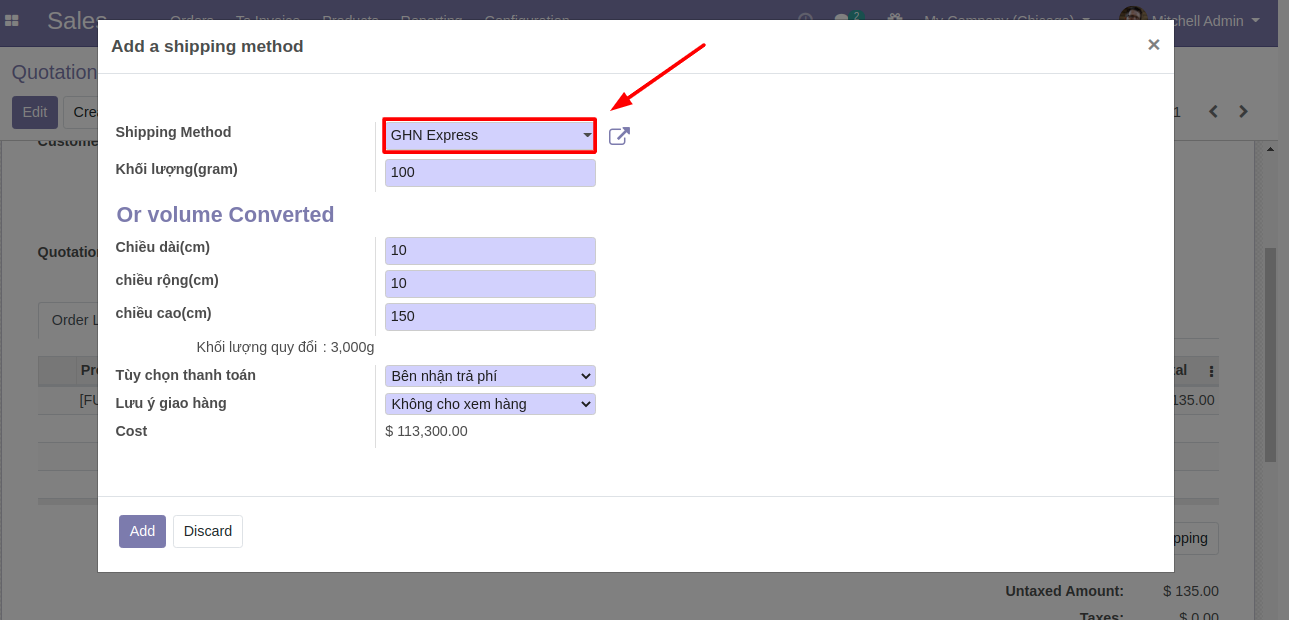 Sales Orders To Invoice Products Reporting Configuration 2 My Company (Chicago) Mitchell Admin
Add a shipping method ×
Quotation
Edit Crea 1
Shipping Method GHN Express
Custome
Khối lượng(gram) 100
Or volume Converted
Chiều dài(cm) 10
Quotation
chiều rộng(cm) 10
chiều cao(cm) 150
Order L
Khối lượng quy đổi : 3,000g
Pr tal
Tùy chọn thanh toán Bên nhận trả phí
[FU 135.00
Lưu ý giao hàng Không cho xem hàng
Cost $ 113,300.00
Add Discard
pping
Untaxed Amount: $ 135.00
Taxes: $ 0.00